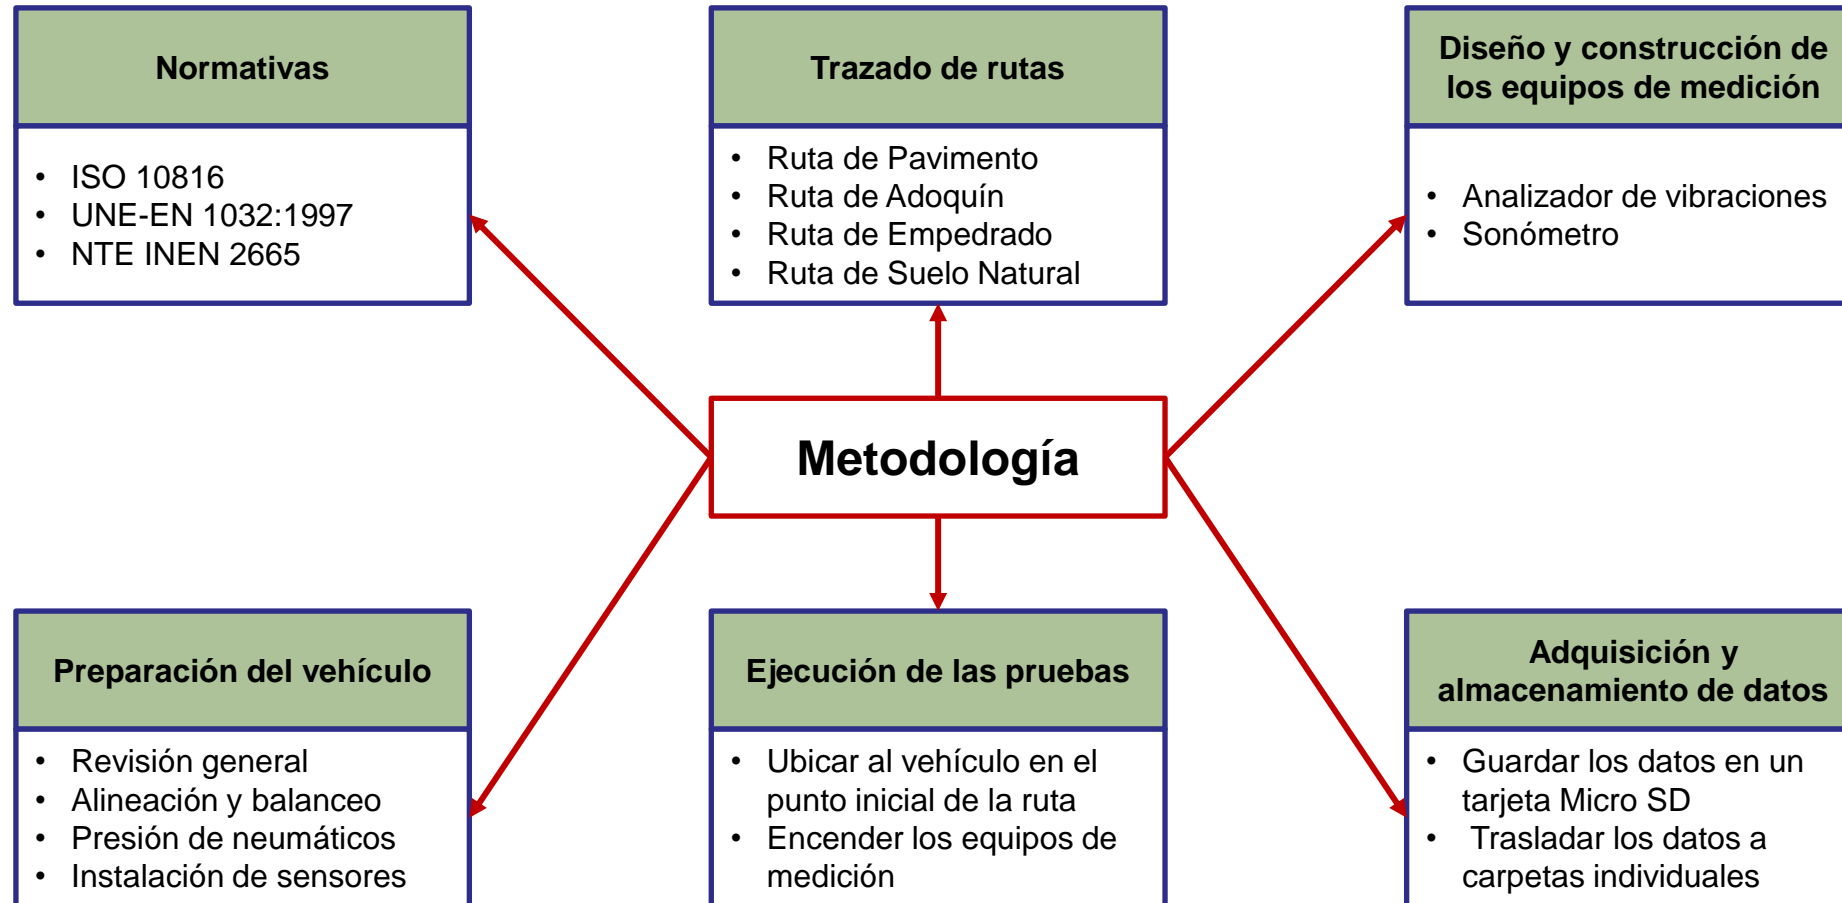 Normativas
• ISO 10816
• UNE-EN 1032:1997
• NTE INEN 2665
Trazado de rutas
• Ruta de Pavimento
• Ruta de Adoquín
• Ruta de Empedrado
• Ruta de Suelo Natural
Diseño y construcción de
los equipos de medición
• Analizador de vibraciones
• Sonómetro
Metodología
Preparación del vehículo
• Revisión general
• Alineación y balanceo
• Presión de neumáticos
• Instalación de sensores
Ejecución de las pruebas
• Ubicar al vehículo en el
punto inicial de la ruta
• Encender los equipos de
medición
Adquisición y
almacenamiento de datos
• Guardar los datos en un
tarjeta Micro SD
• Trasladar los datos a
carpetas individuales